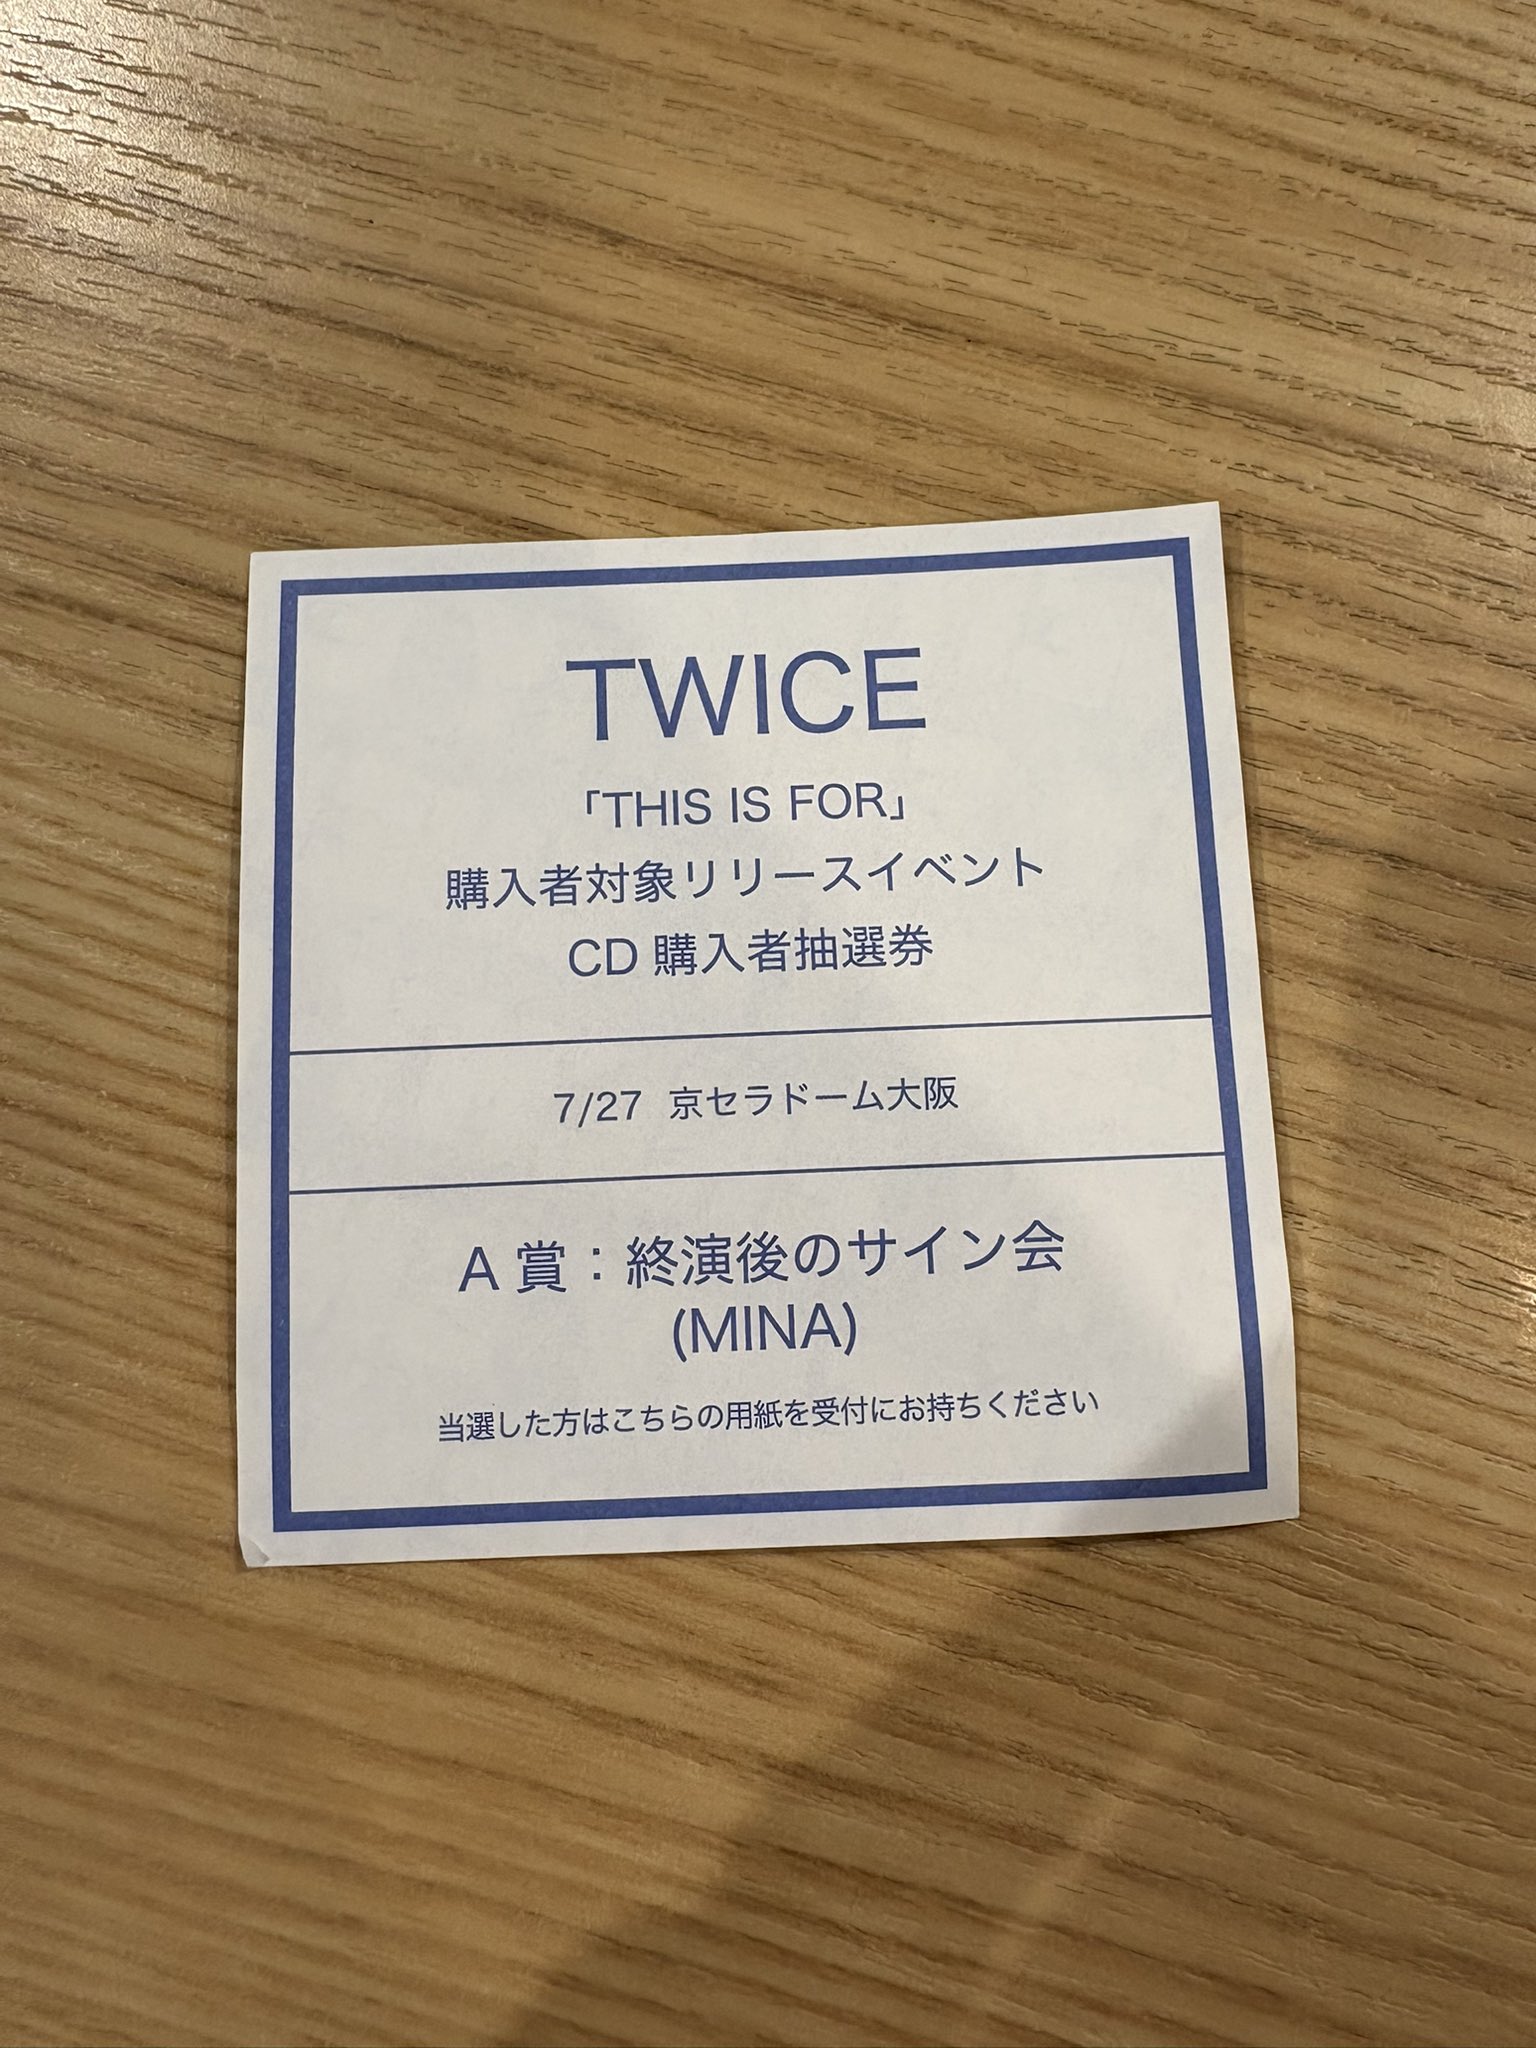 TWICE
「THIS IS FOR」
購入者対象リリースイベント
CD 購入者抽選券
7/27 京セラドーム大阪
A 賞：終演後のサイン会
(MINA)
当選した方はこちらの用紙を受付にお持ちください